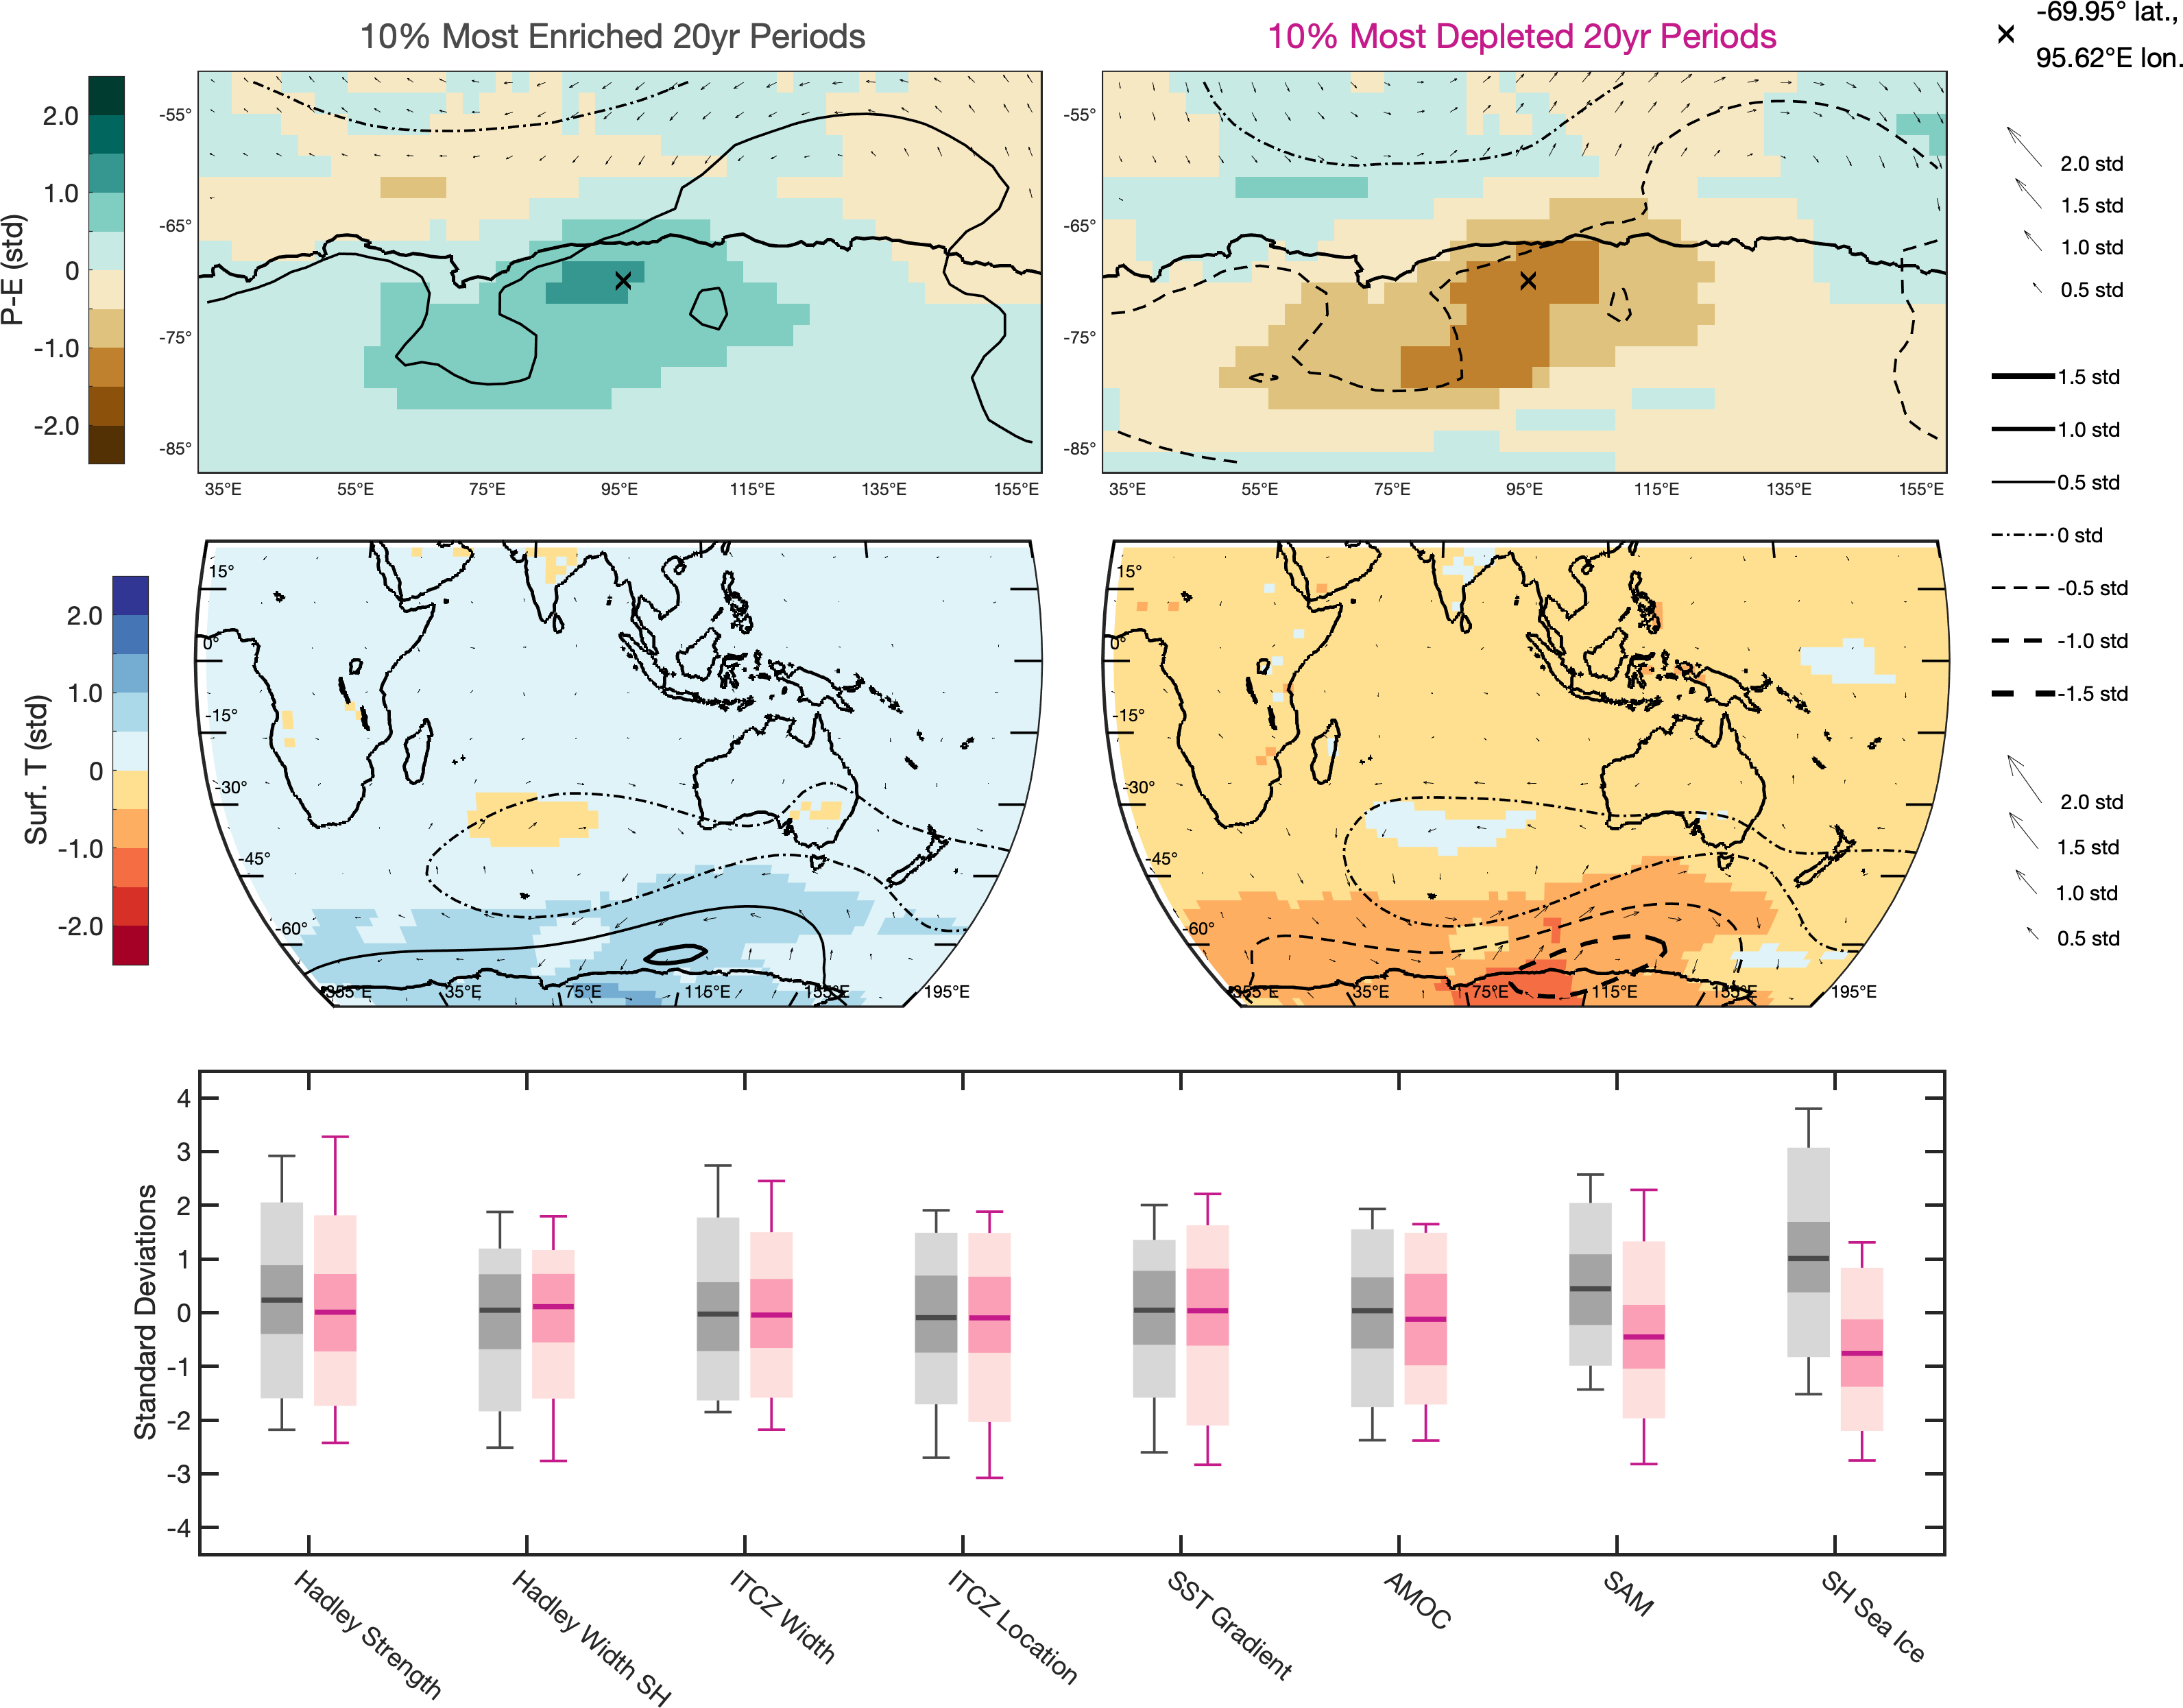 10% Most Enriched 20yr Periods
10% Most Depleted 20yr Periods
-69.95° lat.,
95.62°E lon.
P-E (std)
2.0
1.0
0
-1.0
-2.0
-55°
-65°
-75°
-85°
35°E 55°E 75°E 95°E 115°E 135°E 155°E
-55°
-65°
-75°
-85°
35°E 55°E 75°E 95°E 115°E 135°E 155°E
2.0 std
1.5 std
1.0 std
0.5 std
1.5 std
1.0 std
0.5 std
0 std
-0.5 std
-1.0 std
-1.5 std
2.0 std
1.5 std
1.0 std
0.5 std
Surf. T (std)
2.0
1.0
0
-1.0
-2.0
15°
0°
-15°
-30°
-45°
-60°
355°E 35°E 75°E 116°E 155°E 195°E
15°
0°
-15°
-30°
-45°
-60°
355°E 35°E 75°E 115°E 155°E 195°E
Standard Deviations
4
3
2
1
0
-1
-2
-3
-4
Hadley Strength
Hadley Width SH
ITCZ Width
ITCZ Location
SST Gradient
AMOC
SAM
SH Sea Ice